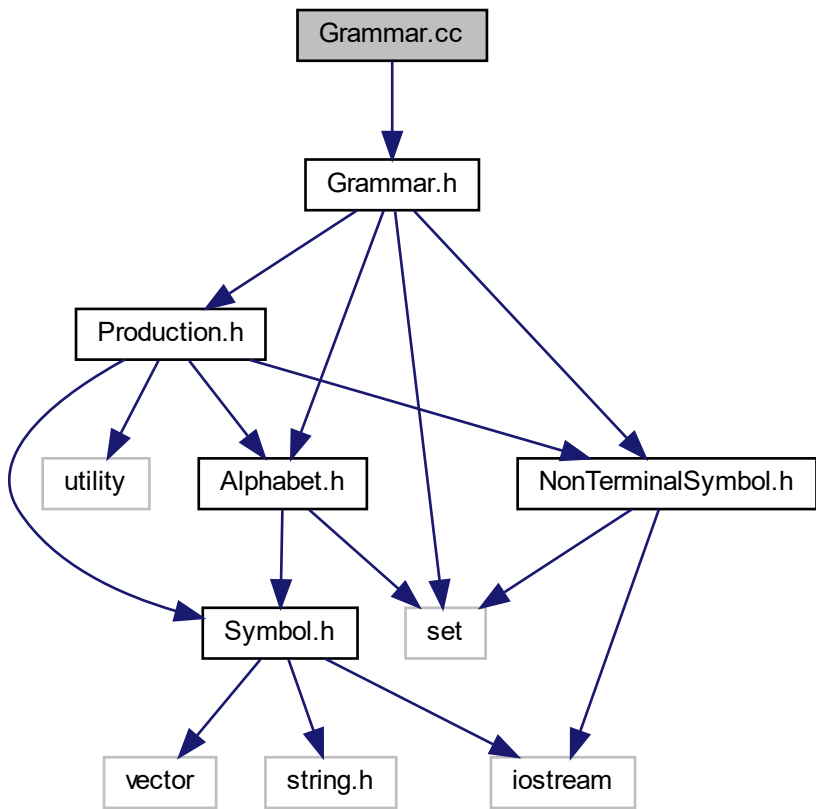 Grammar.cc
Grammar.h
Production.h
utility
Alphabet.h
NonTerminalSymbol.h
Symbol.h
set
vector
string.h
iostream